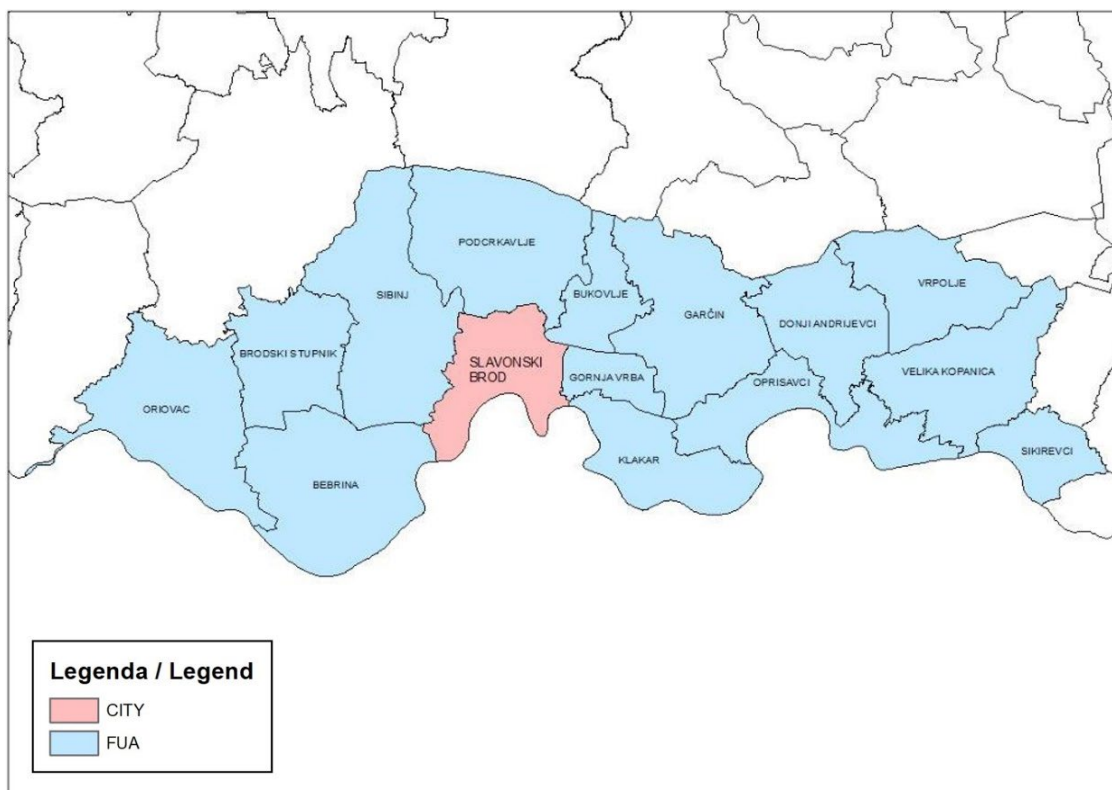 PODCRKAVLJE
VRPOLJE
SIBINJ
BUKOVLJE
GARČIN
DONJI ANDRIJEVCI
BRODSKI STUPNIK
SLAVONSKI
BROD
GORNJA VRBA
OPRISAVCI
VELIKA KOPANICA
ORIOVAC
KLAKAR
SIKIREVCI
BEBRINA
Legenda / Legend
CITY
FUA